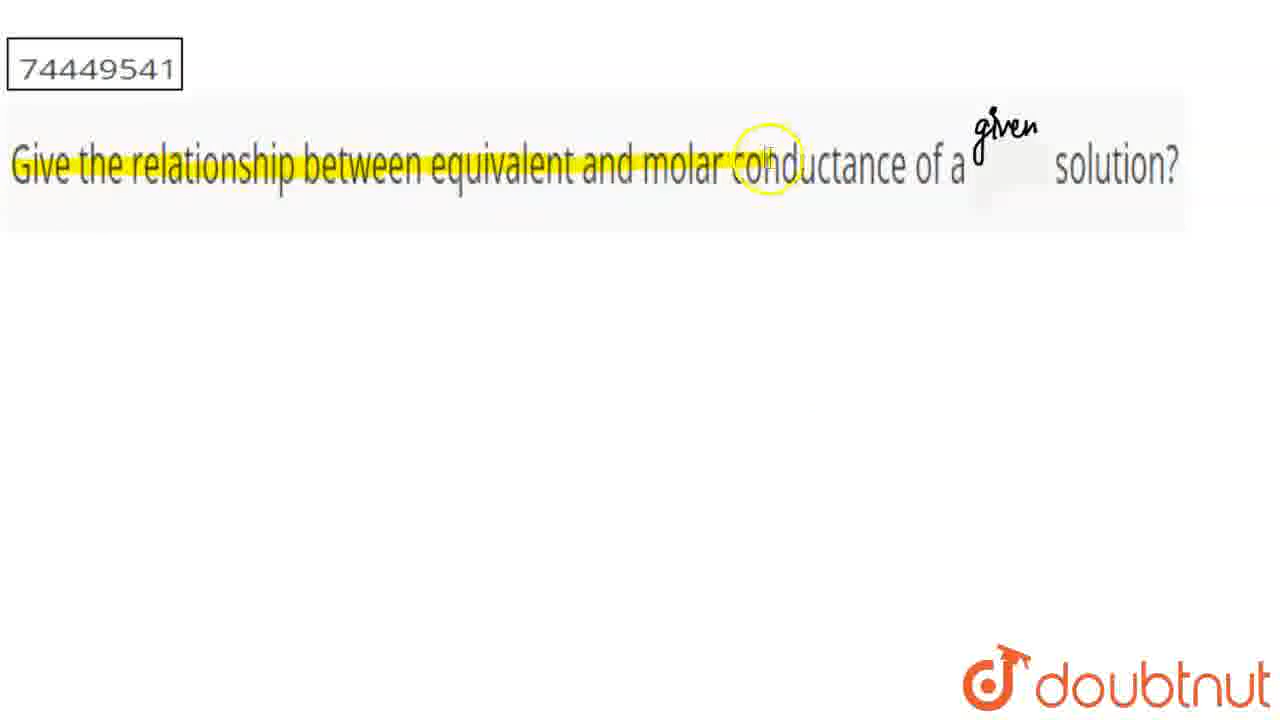 74449541
Give the relationship between equivalent and molar conductance of a given solution?
doubtnut